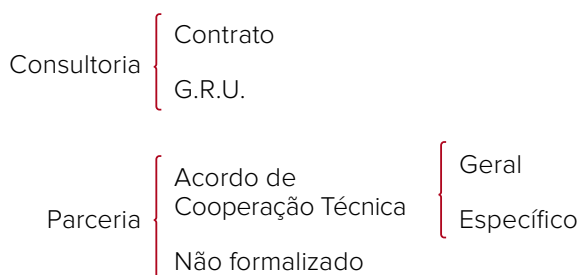 Consultoria
Contrato
G.R.U.
Parceria
Acordo de
Cooperação Técnica
Geral
Específico
Não formalizado